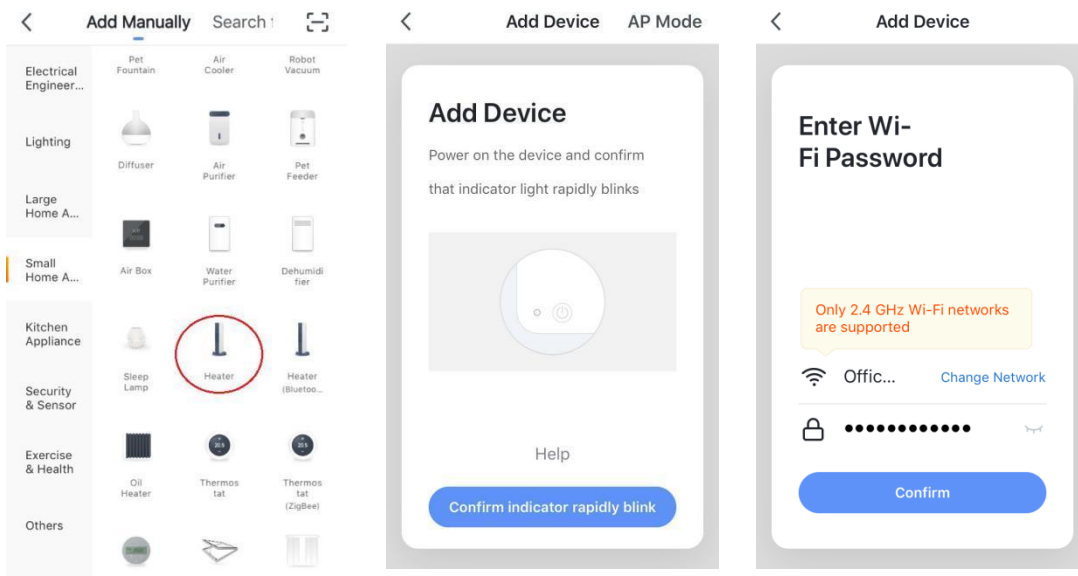 Add Manually Search
Electrical
Engineer...
Lighting
Large
Home A...
Small
Home A...
Kitchen
Appliance
Security
& Sensor
Exercise
& Health
Others
Pet
Fountain
Air
Cooler
Robot
Vacuum
Diffuser
Air
Purifier
Pet
Feeder
Air Box
Water
Purifier
Dehumidi
fier
Sleep
Lamp
Heater
Heater
(Bluetoo...
Oil
Heater
Thermos
tat
Thermos
tat
(ZigBee)
Add Device AP Mode
Add Device
Power on the device and confirm
that indicator light rapidly blinks
Help
Confirm indicator rapidly blink
Add Device
Enter Wi-
Fi Password
Only 2.4 GHz Wi-Fi networks
are supported
Offic... Change Network
●●●●●●●●●●●●
Confirm